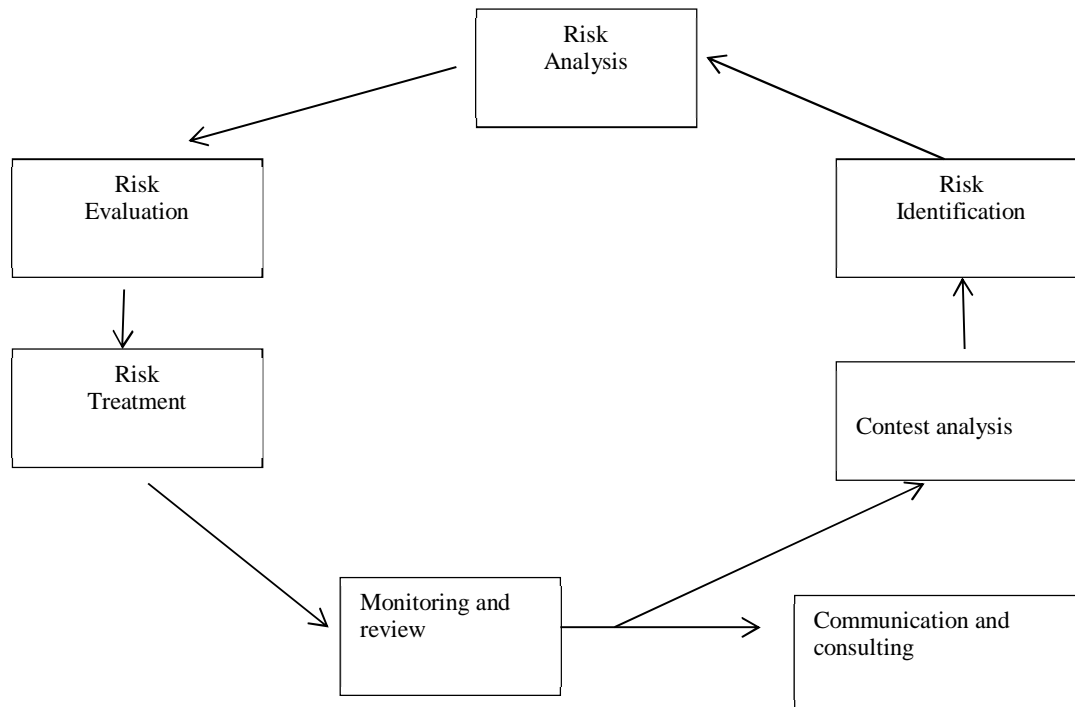 Risk
Analysis
Risk
Evaluation
Risk
Identification
Risk
Treatment
Contest analysis
Monitoring and
review
Communication and
consulting